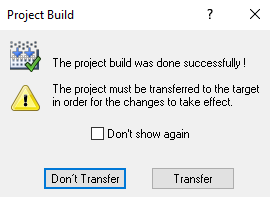 Project Build
?
The project build was done successfully !
The project must be transferred to the target
in order for the changes to take effect.
Don't show again
Don´t Transfer
Transfer